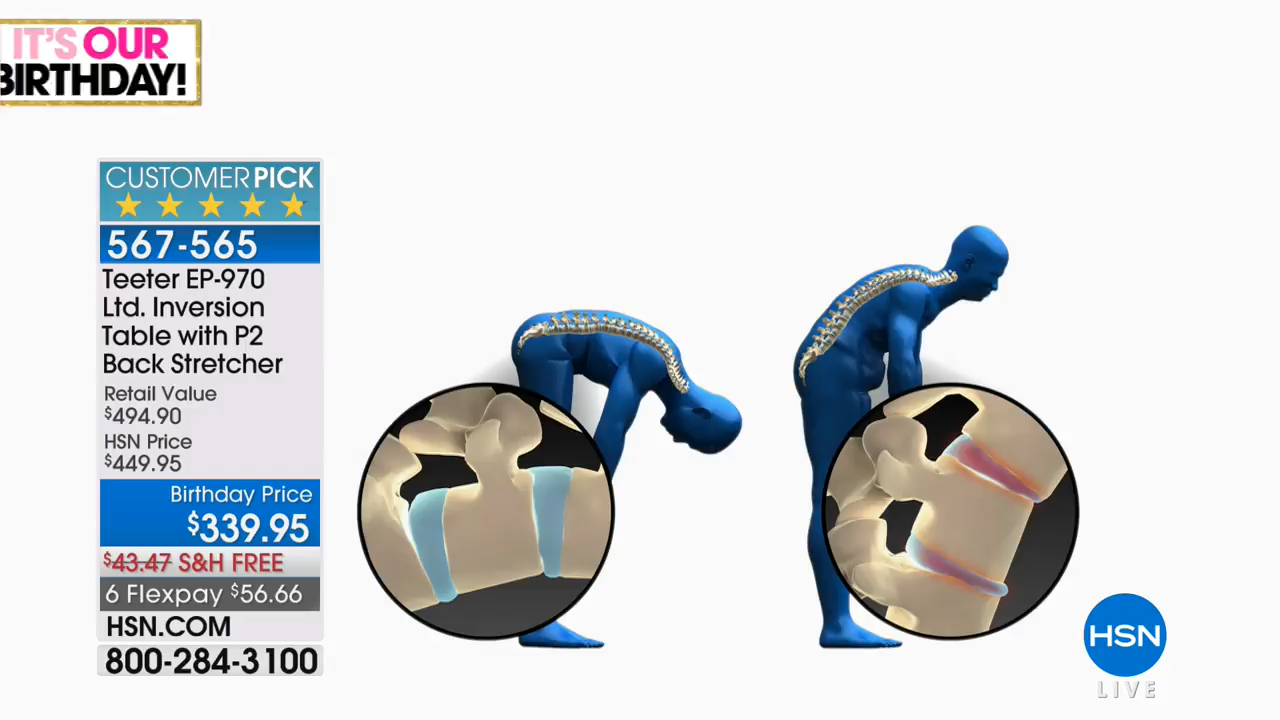 IT'S OUR
BIRTHDAY!
CUSTOMERPICK
567-565
Teeter EP-970
Ltd. Inversion
Table with P2
Back Stretcher
Retail Value
$494.90
HSN Price
$449.95
Birthday Price
$339.95
$43.47 S&H FREE
6 Flexpay $56.66
HSN.COM
800-284-3100
HSN
LIVE